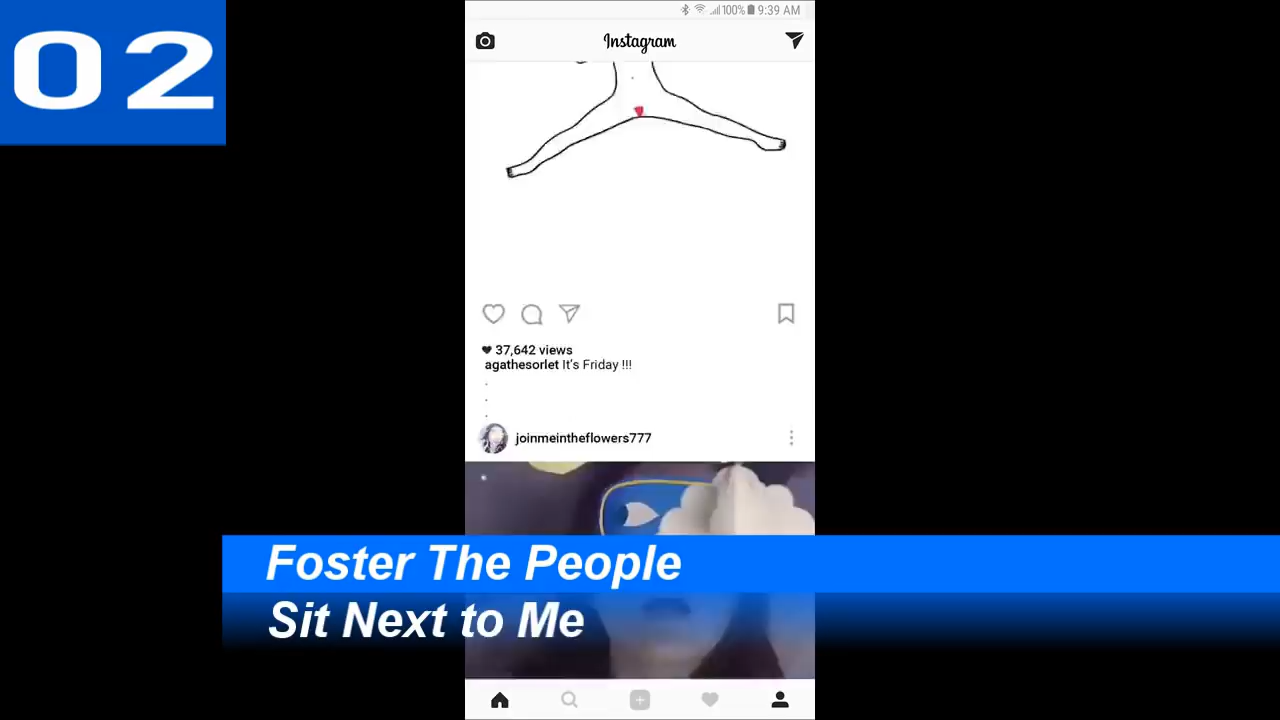 02
100% 9:39 AM
Instagram
37,642 views
agathesorlet It's Friday !!!
.
.
.
joinmeintheflowers777
Foster The People
Sit Next to Me